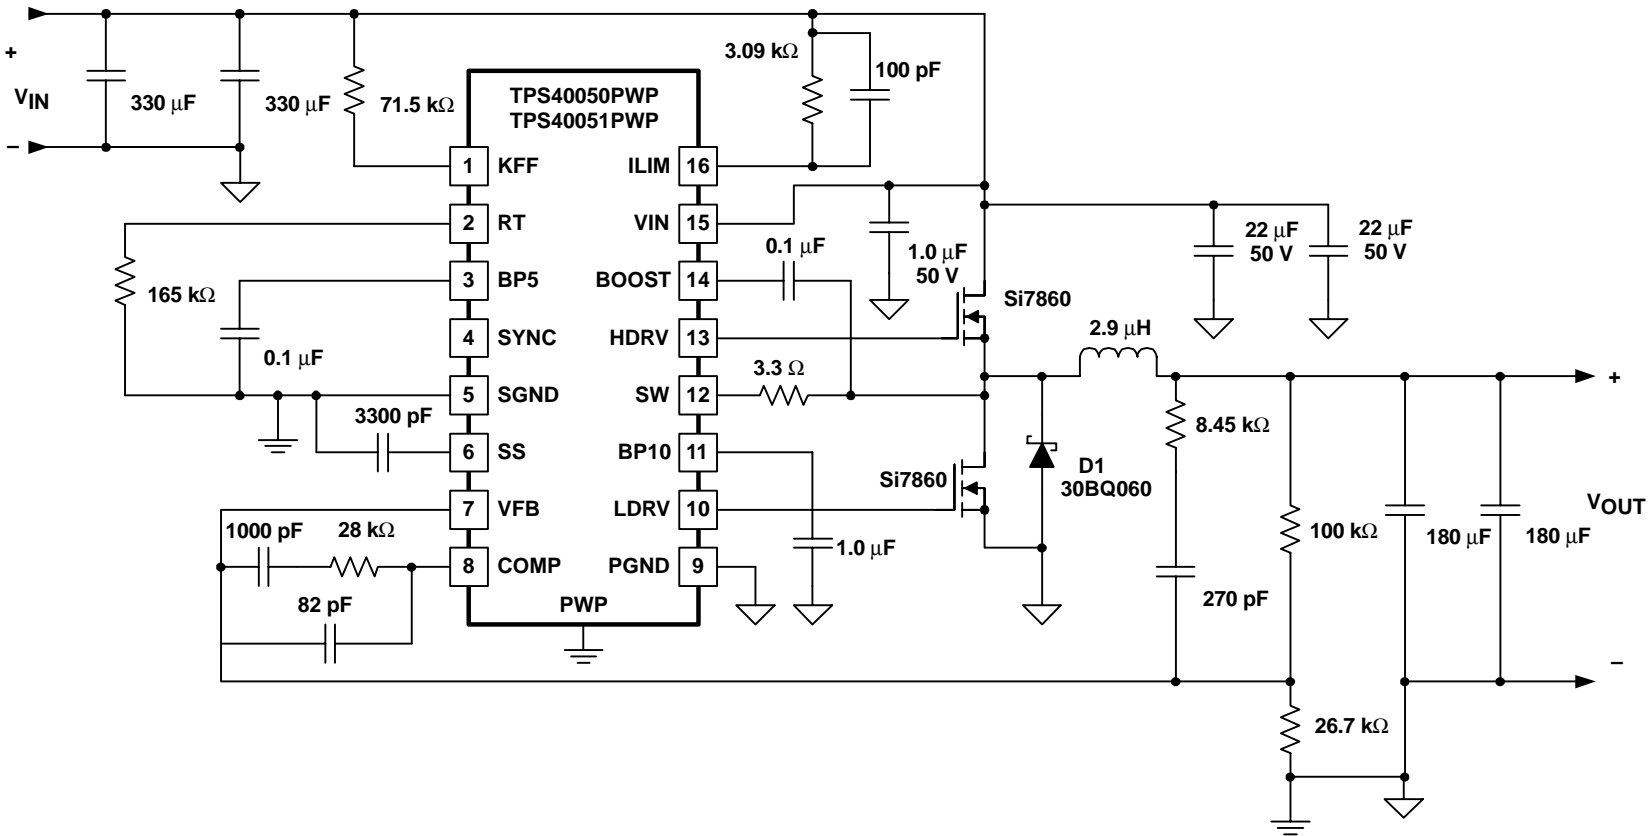 +
VIN
−
330 μF
330 μF
71.5 kΩ
3.09 kΩ
100 pF
TPS40050PWP
TPS40051PWP
1 KFF
ILIM 16
2 RT
VIN 15
3 BP5
BOOST 14
4 SYNC
HDRV 13
5 SGND
SW 12
6 SS
BP10 11
7 VFB
LDRV 10
8 COMP
PGND 9
PWP
165 kΩ
0.1 μF
3300 pF
1000 pF
28 kΩ
82 pF
0.1 μF
1.0 μF
50 V
22 μF
50 V
22 μF
50 V
Si7860
2.9 μH
3.3 Ω
Si7860
D1
30BQ060
1.0 μF
8.45 kΩ
270 pF
100 kΩ
180 μF
180 μF
+
VOUT
−
26.7 kΩ